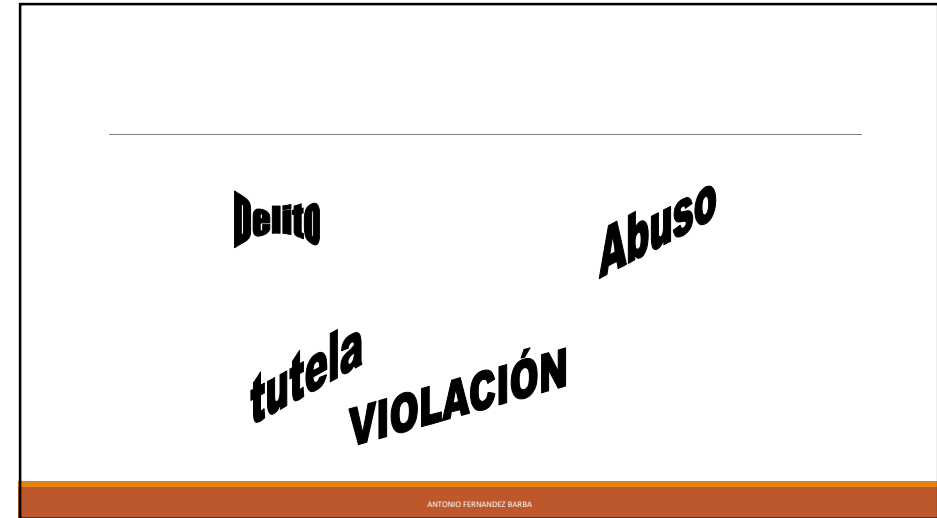 Delito
Abuso
tutela
VIOLACIÓN
ANTONIO FERNANDEZ BARBA